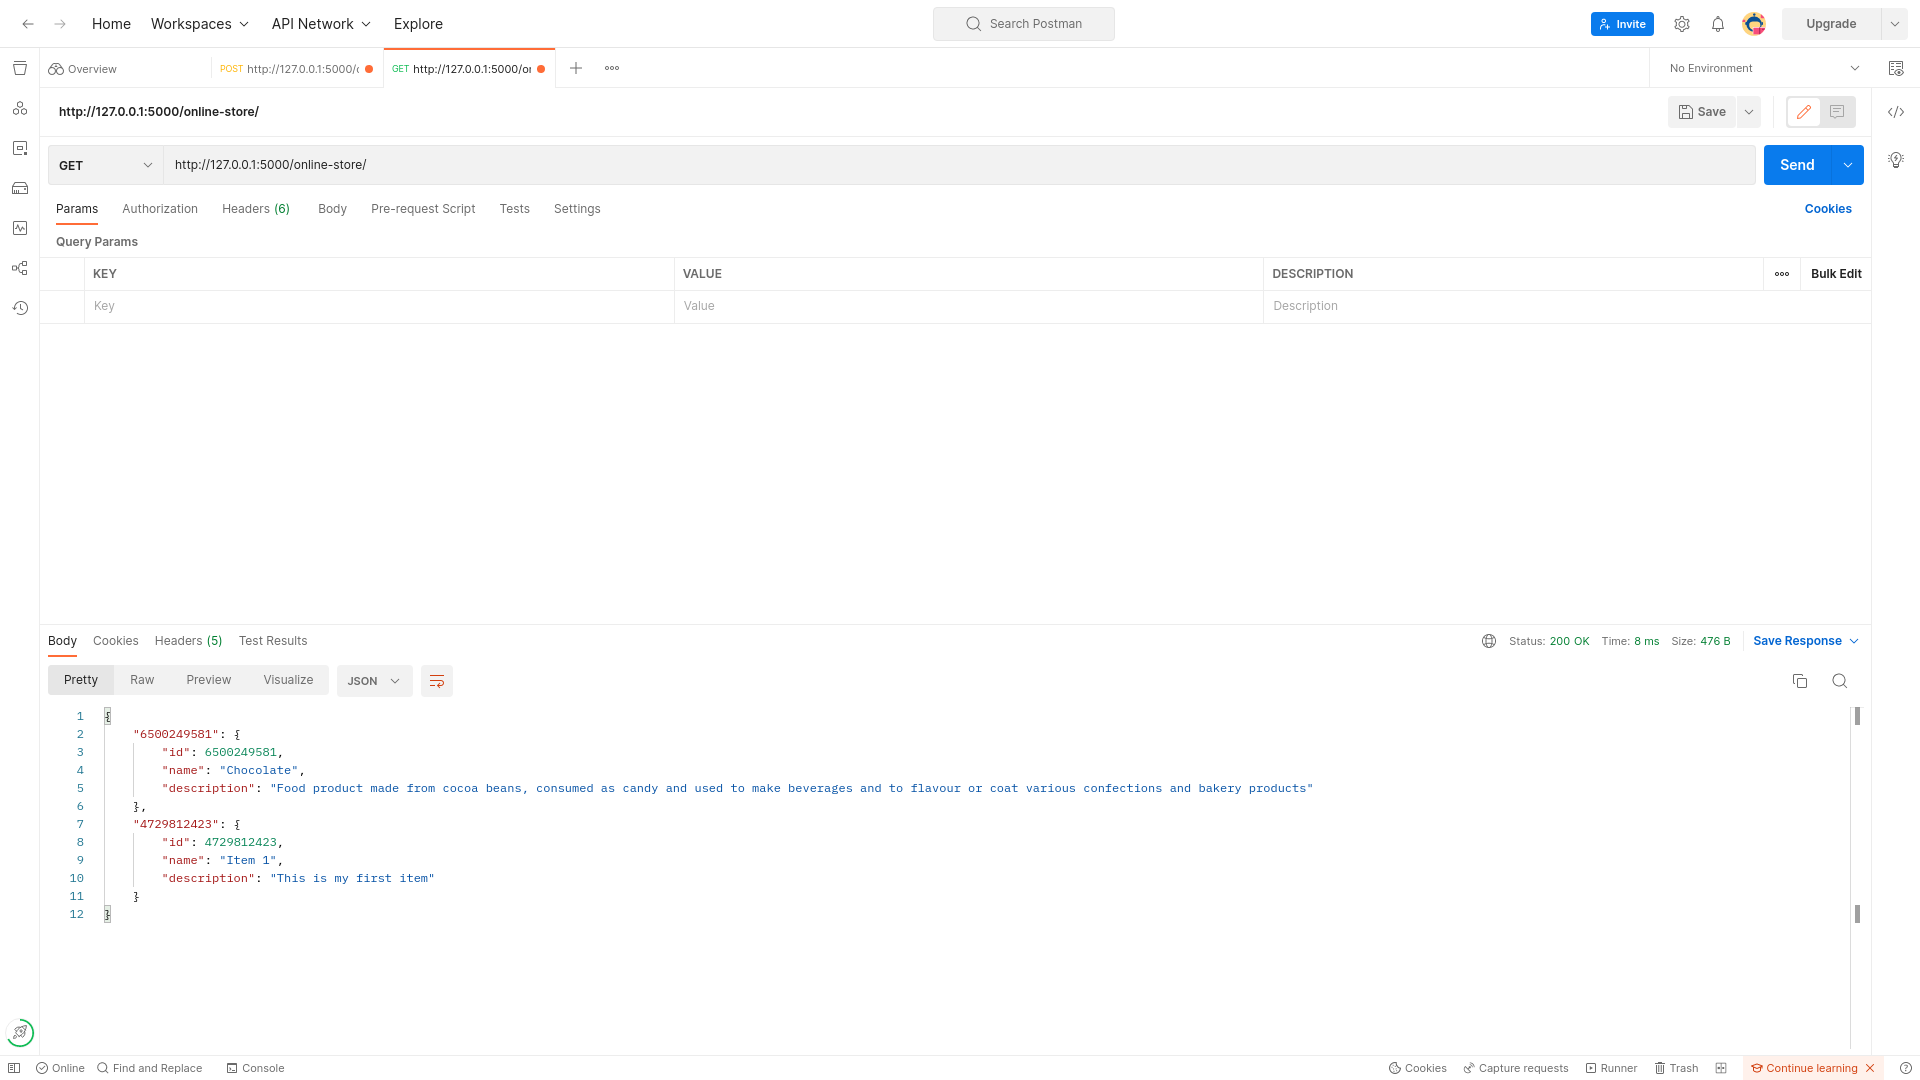 Home Workspaces API Network Explore Search Postman Invite Upgrade
Overview POST http://127.0.0.1:5000/ GET http://127.0.0.1:5000/ No Environment
http://127.0.0.1:5000/online-store/ Save
GET http://127.0.0.1:5000/online-store/ Send
Params Authorization Headers (6) Body Pre-request Script Tests Settings Cookies
Query Params
KEY VALUE DESCRIPTION Bulk Edit
Key Value Description
Body Cookies Headers (5) Test Results Status: 200 OK Time: 8 ms Size: 476 B Save Response
Pretty Raw Preview Visualize JSON
1 {
2 "6500249581": {
3 "id": 6500249581,
4 "name": "Chocolate",
5 "description": "Food product made from cocoa beans, consumed as candy and used to make beverages and to flavour or coat various confections and bakery products"
6 },
7 "4729812423": {
8 "id": 4729812423,
9 "name": "Item 1",
10 "description": "This is my first item"
11 }
12 }
Online Find and Replace Console Cookies Capture requests Runner Trash Continue learning